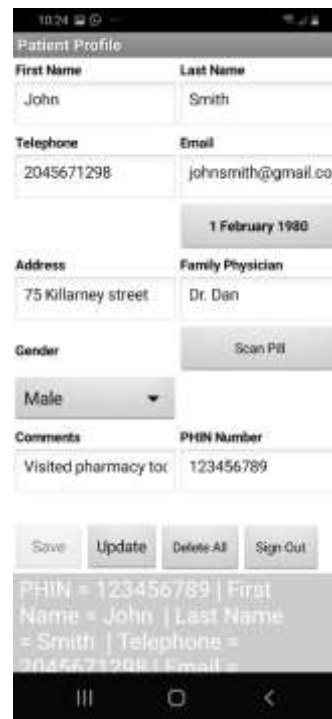 10:24
Patient Profile
First Name Last Name
John Smith
Telephone Email
2045671298 johnsmith@gmail.co
1 February 1980
Address Family Physician
75 Killarney street Dr. Dan
Gender Scan Pill
Male
Comments PHIN Number
Visited pharmacy toc 123456789
Save Update Delete All Sign Out
PHIN = 123456789 | First
Name = John | Last Name
= Smith | Telephone =
2045671298 | Email =